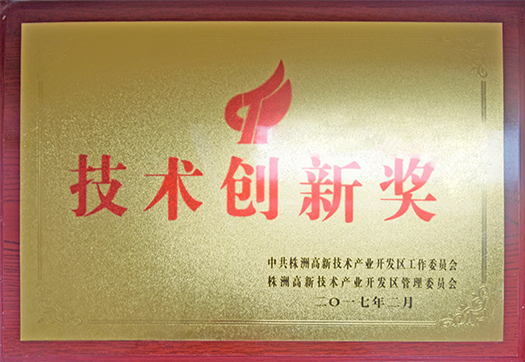 技术创新奖
中共株洲高新技术产业开发区工作委员会
株洲高新技术产业开发区管理委员会
二〇一七年二月